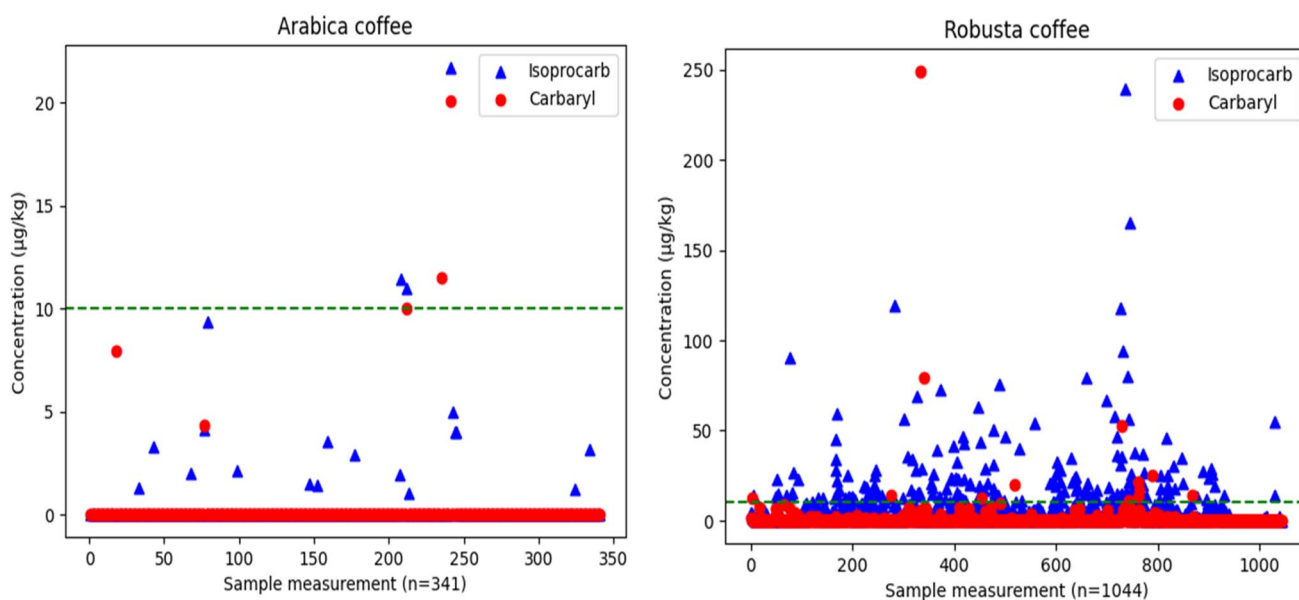 Arabica coffee
Isoprocarb
Carbaryl
Concentration (µg/kg)
20
15
10
5
0
0 50 100 150 200 250 300 350
Sample measurement (n=341)
Robusta coffee
Isoprocarb
Carbaryl
Concentration (µg/kg)
250
200
150
100
50
0
0 200 400 600 800 1000
Sample measurement (n=1044)